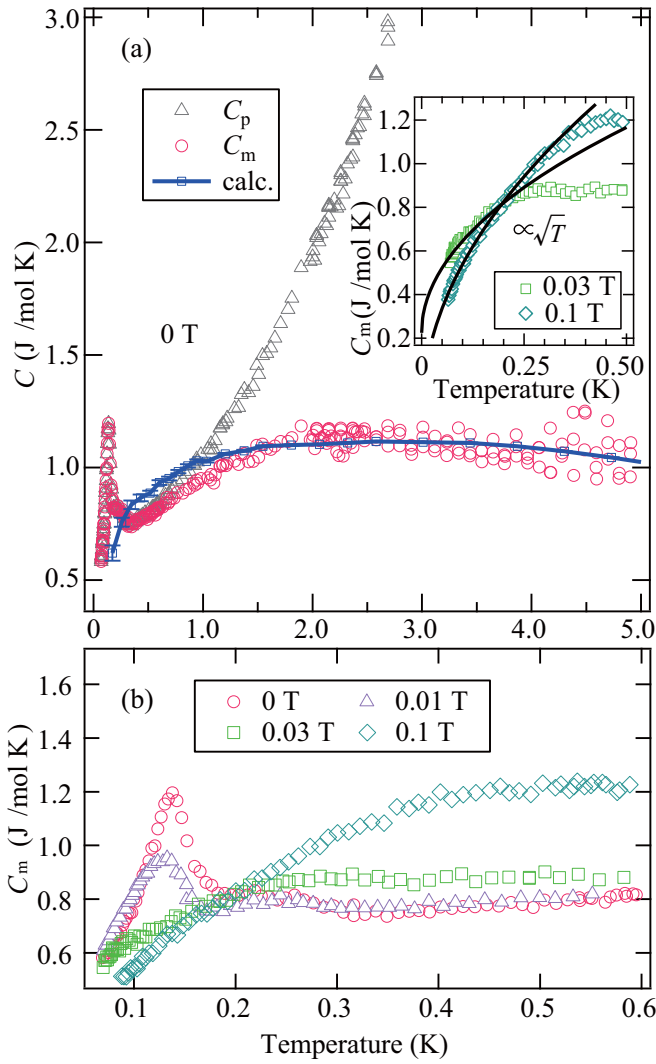 3.0
2.5
2.0
1.5
1.0
0.5
C (J /mol K)
(a)
Cₚ
Cₘ
calc.
0 T
1.2
1.0
0.8
0.6
0.4
0.2
Cₘ (J /mol K)
∝√T
0.03 T
0.1 T
0 0.25 0.50
Temperature (K)
0 1.0 2.0 3.0 4.0 5.0
(b)
0 T 0.01 T
0.03 T 0.1 T
1.6
1.4
1.2
1.0
0.8
0.6
Cₘ (J /mol K)
0.1 0.2 0.3 0.4 0.5 0.6
Temperature (K)